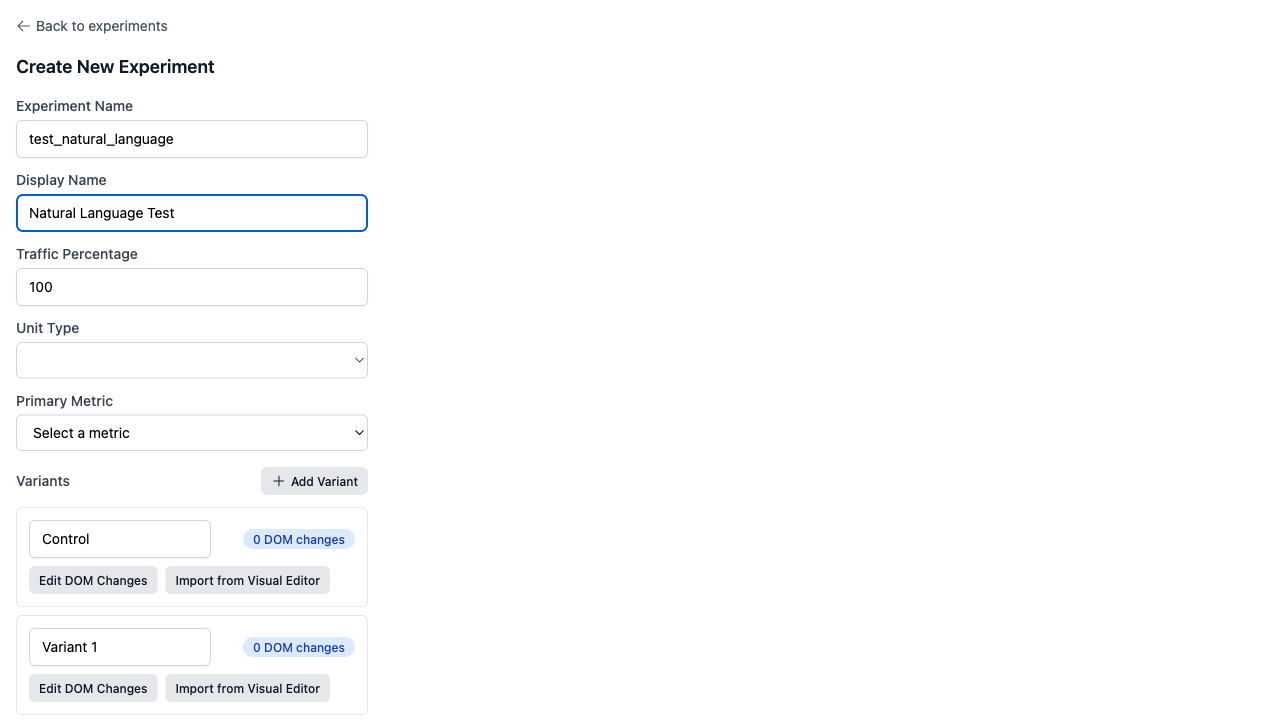 Back to experiments
Create New Experiment
Experiment Name
test_natural_language
Display Name
Natural Language Test
Traffic Percentage
100
Unit Type
Primary Metric
Select a metric
Variants
Add Variant
Control
0 DOM changes
Edit DOM Changes
Import from Visual Editor
Variant 1
0 DOM changes
Edit DOM Changes
Import from Visual Editor